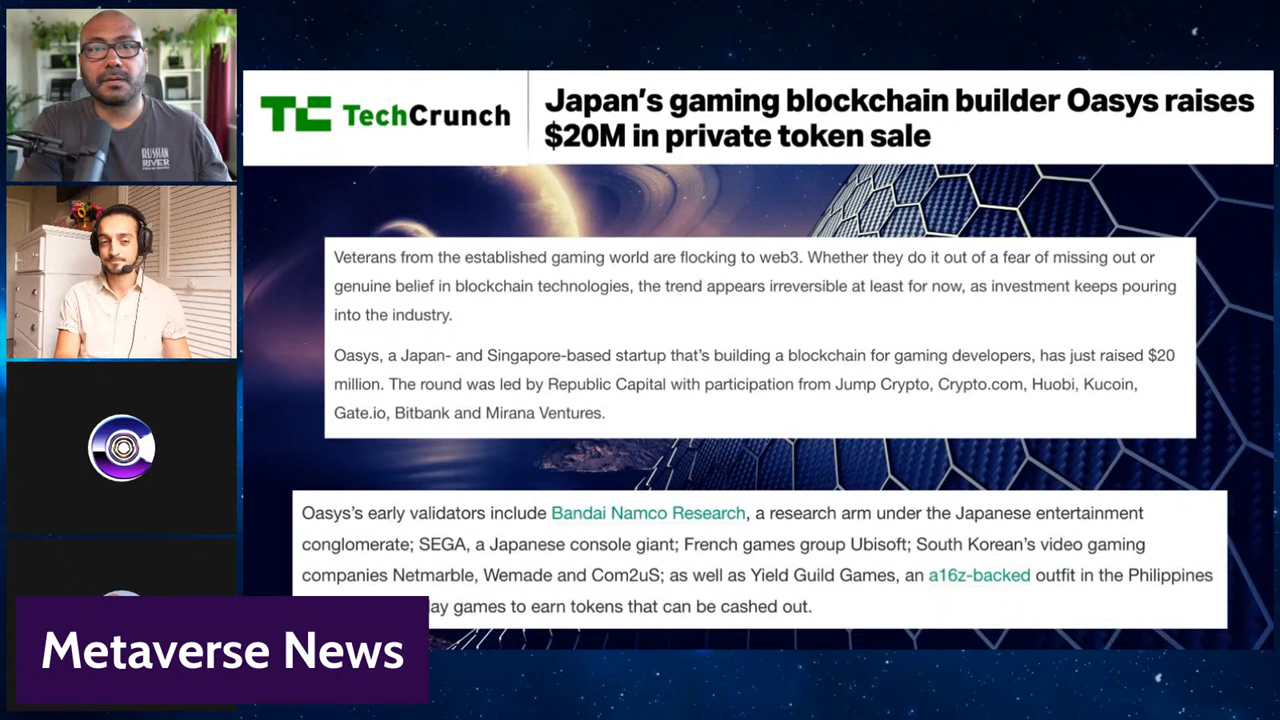 TechCrunch
Japan's gaming blockchain builder Oasys raises
$20M in private token sale
Veterans from the established gaming world are flocking to web3. Whether they do it out of a fear of missing out or
genuine belief in blockchain technologies, the trend appears irreversible at least for now, as investment keeps pouring
into the industry.
Oasys, a Japan- and Singapore-based startup that's building a blockchain for gaming developers, has just raised $20
million. The round was led by Republic Capital with participation from Jump Crypto, Crypto.com, Huobi, Kucoin,
Gate.io, Bitbank and Mirana Ventures.
Oasys's early validators include Bandai Namco Research, a research arm under the Japanese entertainment
conglomerate; SEGA, a Japanese console giant; French games group Ubisoft; South Korean's video gaming
companies Netmarble, Wemade and Com2uS; as well as Yield Guild Games, an a16z-backed outfit in the Philippines
ay games to earn tokens that can be cashed out.
RUSSIAN
RIVER
Metaverse News